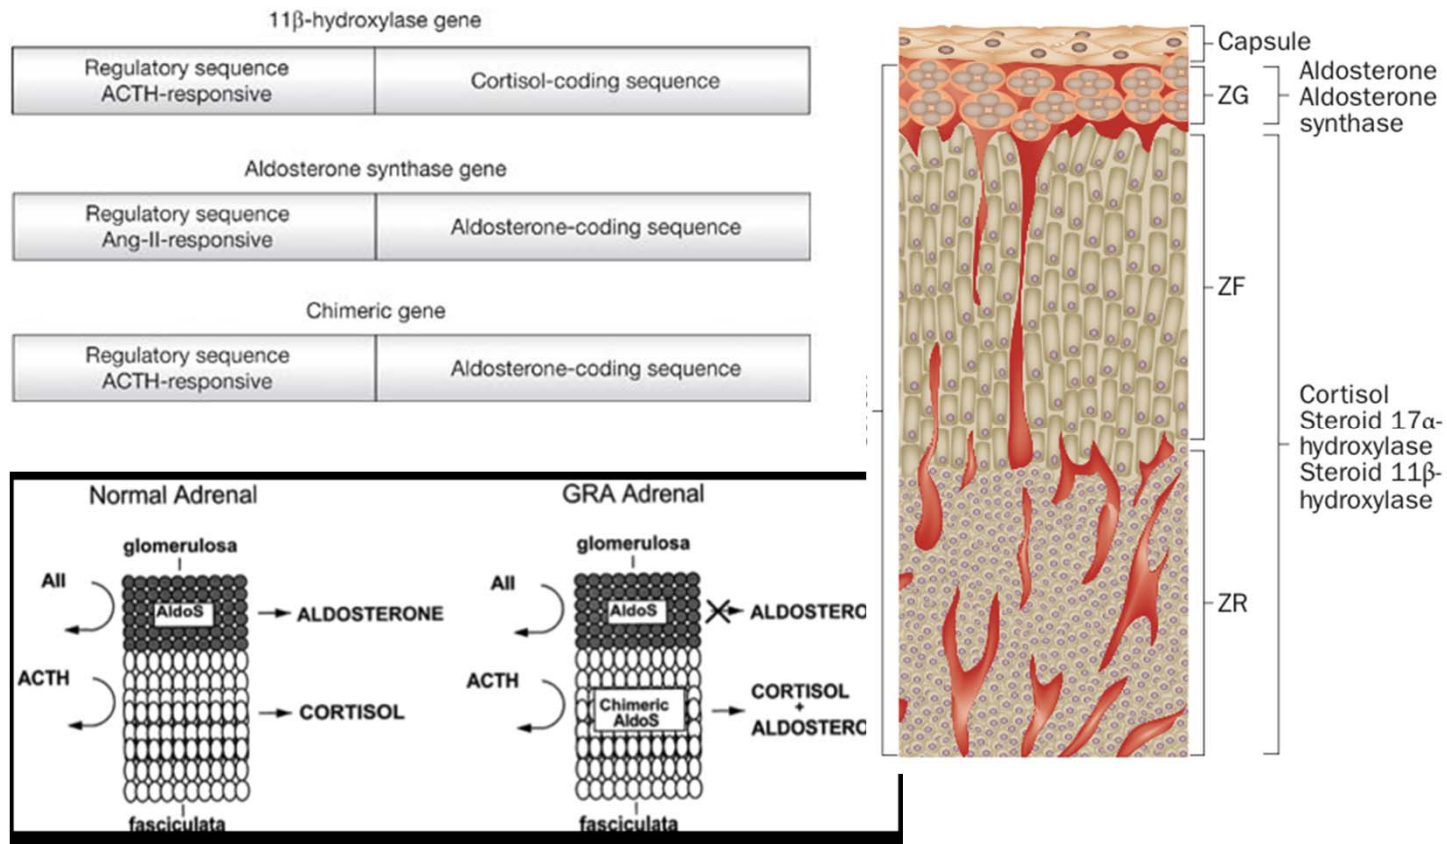 11β-hydroxylase gene
Regulatory sequence
ACTH-responsive
Cortisol-coding sequence
Aldosterone synthase gene
Regulatory sequence
Ang-II-responsive
Aldosterone-coding sequence
Chimeric gene
Regulatory sequence
ACTH-responsive
Aldosterone-coding sequence
Normal Adrenal
glomerulosa
AII
AldoS
ALDOSTERONE
ACTH
CORTISOL
fasciculata
GRA Adrenal
glomerulosa
AII
AldoS
ALDOSTERO
ACTH
Chimeric
AldoS
CORTISOL
+
ALDOSTERO
fasciculata
Capsule
ZG
Aldosterone
Aldosterone
synthase
ZF
Cortisol
Steroid 17α-
hydroxylase
Steroid 11β-
hydroxylase
ZR